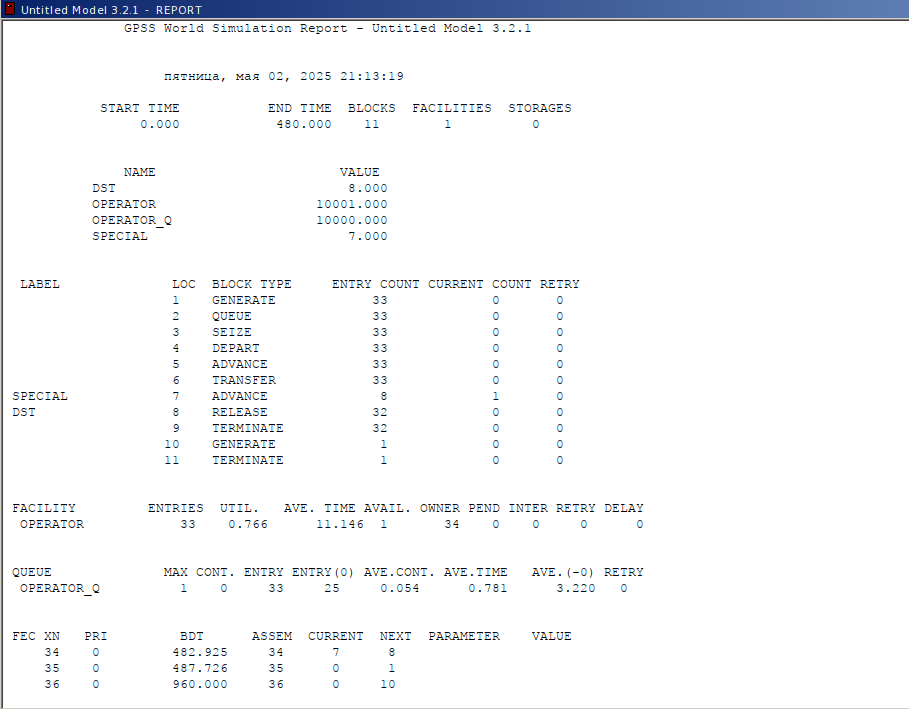 Untitled Model 3.2.1 - REPORT
GPSS World Simulation Report - Untitled Model 3.2.1
пятница, мая 02, 2025 21:13:19
START TIME END TIME BLOCKS FACILITIES STORAGES
0.000 480.000 11 1 0
NAME VALUE
DST 8.000
OPERATOR 10001.000
OPERATOR_Q 10000.000
SPECIAL 7.000
LABEL LOC BLOCK TYPE ENTRY COUNT CURRENT COUNT RETRY
1 GENERATE 33 0 0
2 QUEUE 33 0 0
3 SEIZE 33 0 0
4 DEPART 33 0 0
5 ADVANCE 33 0 0
6 TRANSFER 33 0 0
SPECIAL 7 ADVANCE 8 1 0
DST 8 RELEASE 32 0 0
9 TERMINATE 32 0 0
10 GENERATE 1 0 0
11 TERMINATE 1 0 0
FACILITY ENTRIES UTIL. AVE. TIME AVAIL. OWNER PEND INTER RETRY DELAY
OPERATOR 33 0.766 11.146 1 34 0 0 0 0
QUEUE MAX CONT. ENTRY ENTRY(0) AVE.CONT. AVE.TIME AVE.(-0) RETRY
OPERATOR_Q 1 0 33 25 0.054 0.781 3.220 0
FEC XN PRI BDT ASSEM CURRENT NEXT PARAMETER VALUE
34 0 482.925 34 7 8
35 0 487.726 35 0 1
36 0 960.000 36 0 10